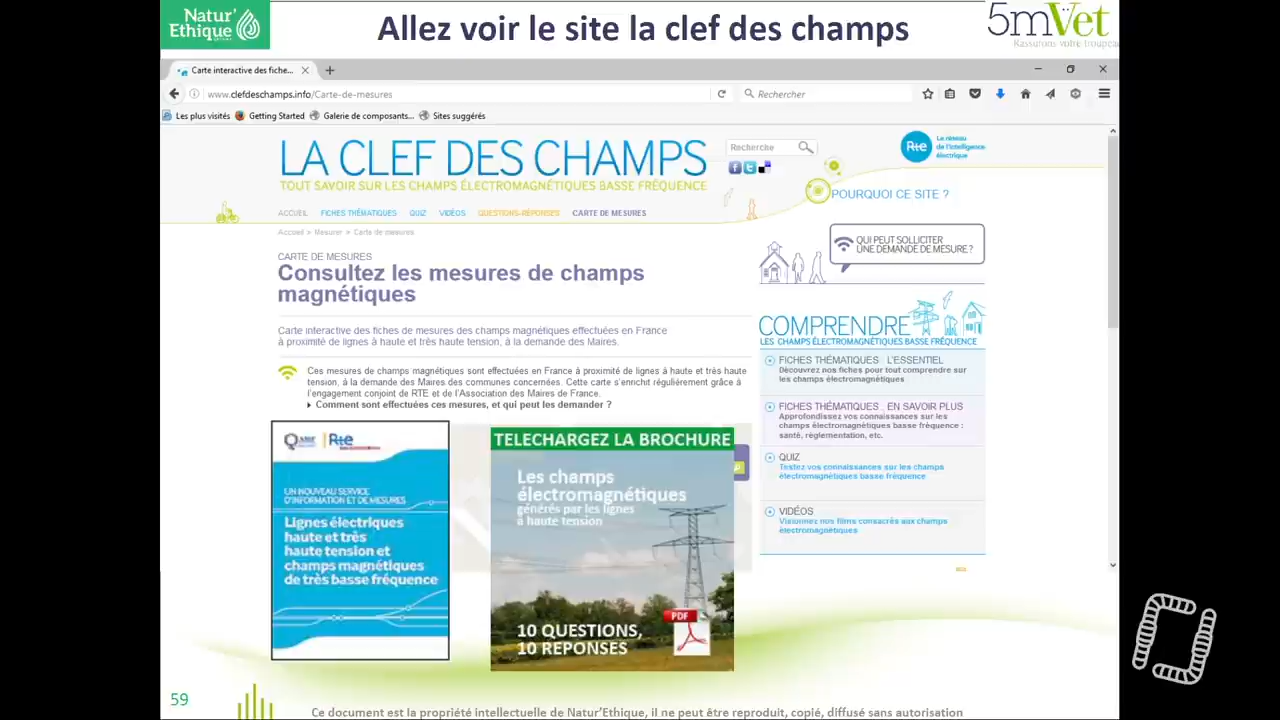 Natur'
Ethique
Allez voir le site la clef des champs
5mVet
Rassurons votre troupeau
Carte interactive des fiche...
www.clefdeschamps.info/Carte-de-mesures
Rechercher
Les plus visités
Getting Started
Galerie de composants...
Sites suggérés
LA CLEF DES CHAMPS
TOUT SAVOIR SUR LES CHAMPS ÉLECTROMAGNÉTIQUES BASSE FRÉQUENCE
Recherche
Rte
Le réseau
de l'intelligence
électrique
POURQUOI CE SITE ?
ACCUEIL
FICHES THÉMATIQUES
QUIZ
VIDÉOS
QUESTIONS-RÉPONSES
CARTE DE MESURES
Accueil > Mesurer > Carte de mesures
CARTE DE MESURES
Consultez les mesures de champs
magnétiques
Carte interactive des fiches de mesures des champs magnétiques effectuées en France
à proximité de lignes à haute et très haute tension, à la demande des Maires.
Ces mesures de champs magnétiques sont effectuées en France à proximité de lignes à haute et très haute
tension, à la demande des Maires des communes concernées. Cette carte s'enrichit régulièrement grâce à
l'engagement conjoint de RTE et de l'Association des Maires de France.
Comment sont effectuées ces mesures, et qui peut les demander ?
QUI PEUT SOLLICITER
UNE DEMANDE DE MESURE ?
COMPRENDRE
LES CHAMPS ÉLECTROMAGNÉTIQUES BASSE FRÉQUENCE
FICHES THÉMATIQUES : L'ESSENTIEL
Découvrez nos fiches pour tout comprendre sur
les champs électromagnétiques
FICHES THÉMATIQUES : EN SAVOIR PLUS
Approfondissez vos connaissances sur les
champs électromagnétiques basse fréquence :
santé, règlementation, etc.
QUIZ
Testez vos connaissances sur les champs
électromagnétiques basse fréquence
VIDÉOS
Visionnez nos films consacrés aux champs
électromagnétiques
AMF
Rte
UN NOUVEAU SERVICE
D'INFORMATION ET DE MESURES
Lignes électriques
haute et très
haute tension et
champs magnétiques
de très basse fréquence
TELECHARGEZ LA BROCHURE
Les champs
électromagnétiques
générés par les lignes
à haute tension
PDF
10 QUESTIONS,
10 REPONSES
59
Ce document est la propriété intellectuelle de Natur'Ethique, il ne peut être reproduit, copié, diffusé sans autorisation